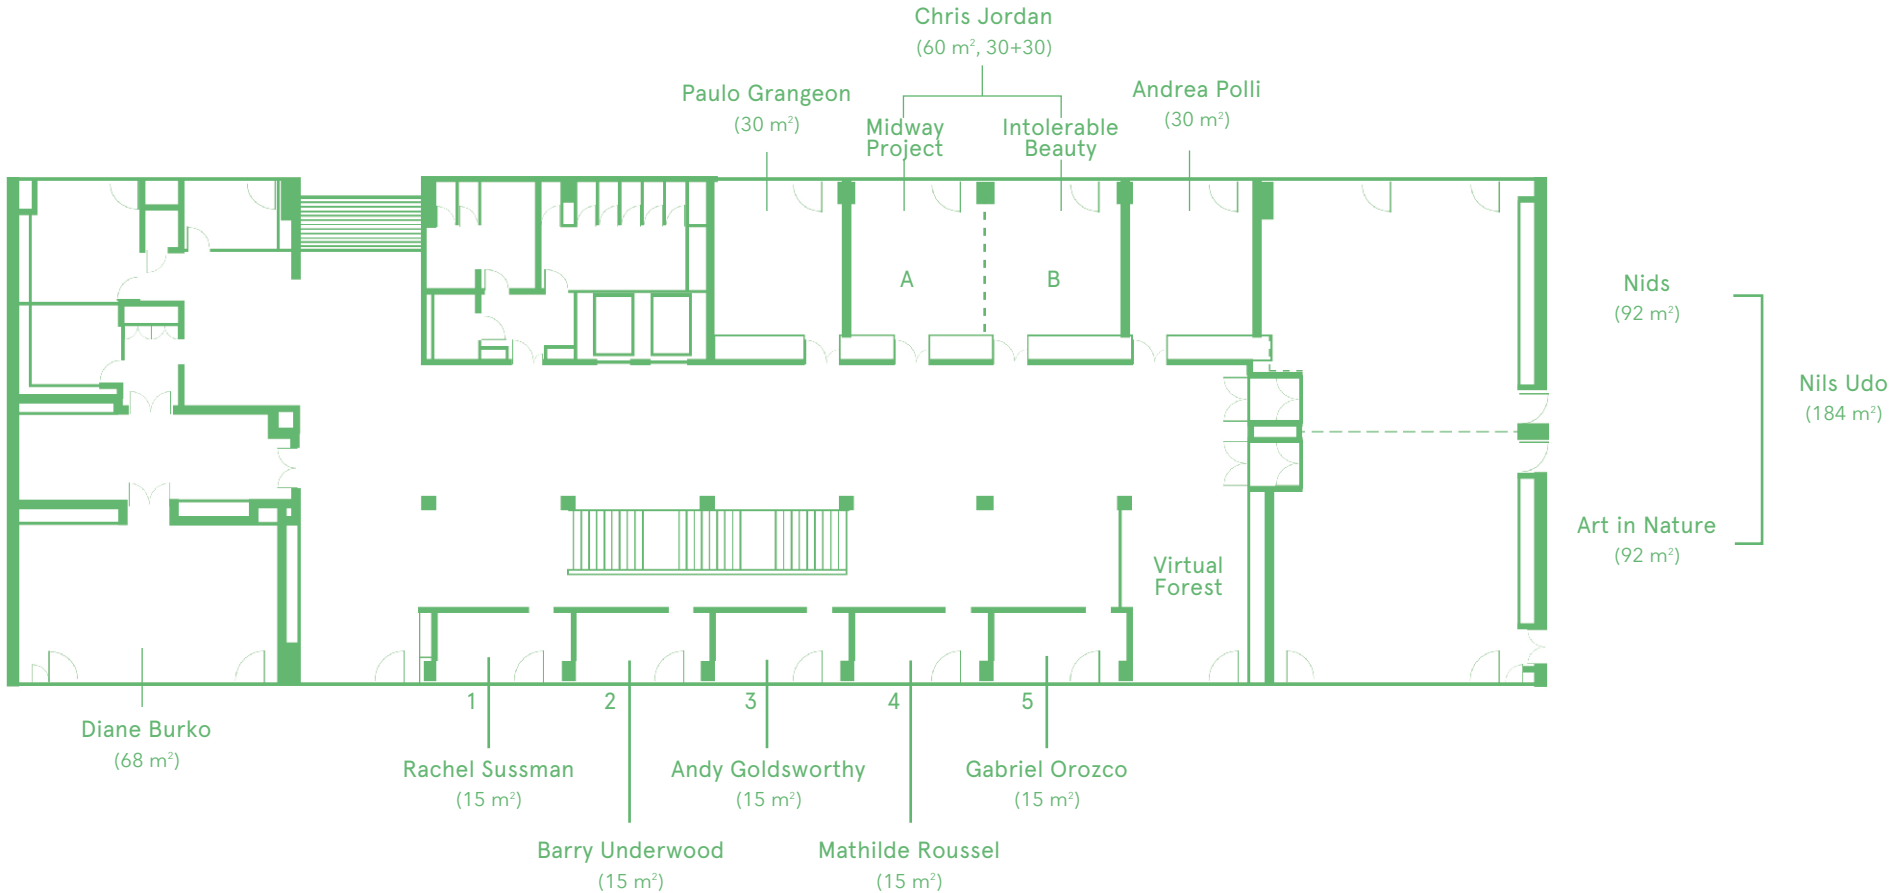 Chris Jordan
(60 m², 30+30)
Paulo Grangeon
(30 m²)
Midway
Project
Intolerable
Beauty
Andrea Polli
(30 m²)
A
B
Nids
(92 m²)
Nils Udo
(184 m²)
Art in Nature
(92 m²)
Virtual
Forest
Diane Burko
(68 m²)
1
2
3
4
5
Rachel Sussman
(15 m²)
Andy Goldsworthy
(15 m²)
Gabriel Orozco
(15 m²)
Barry Underwood
(15 m²)
Mathilde Roussel
(15 m²)